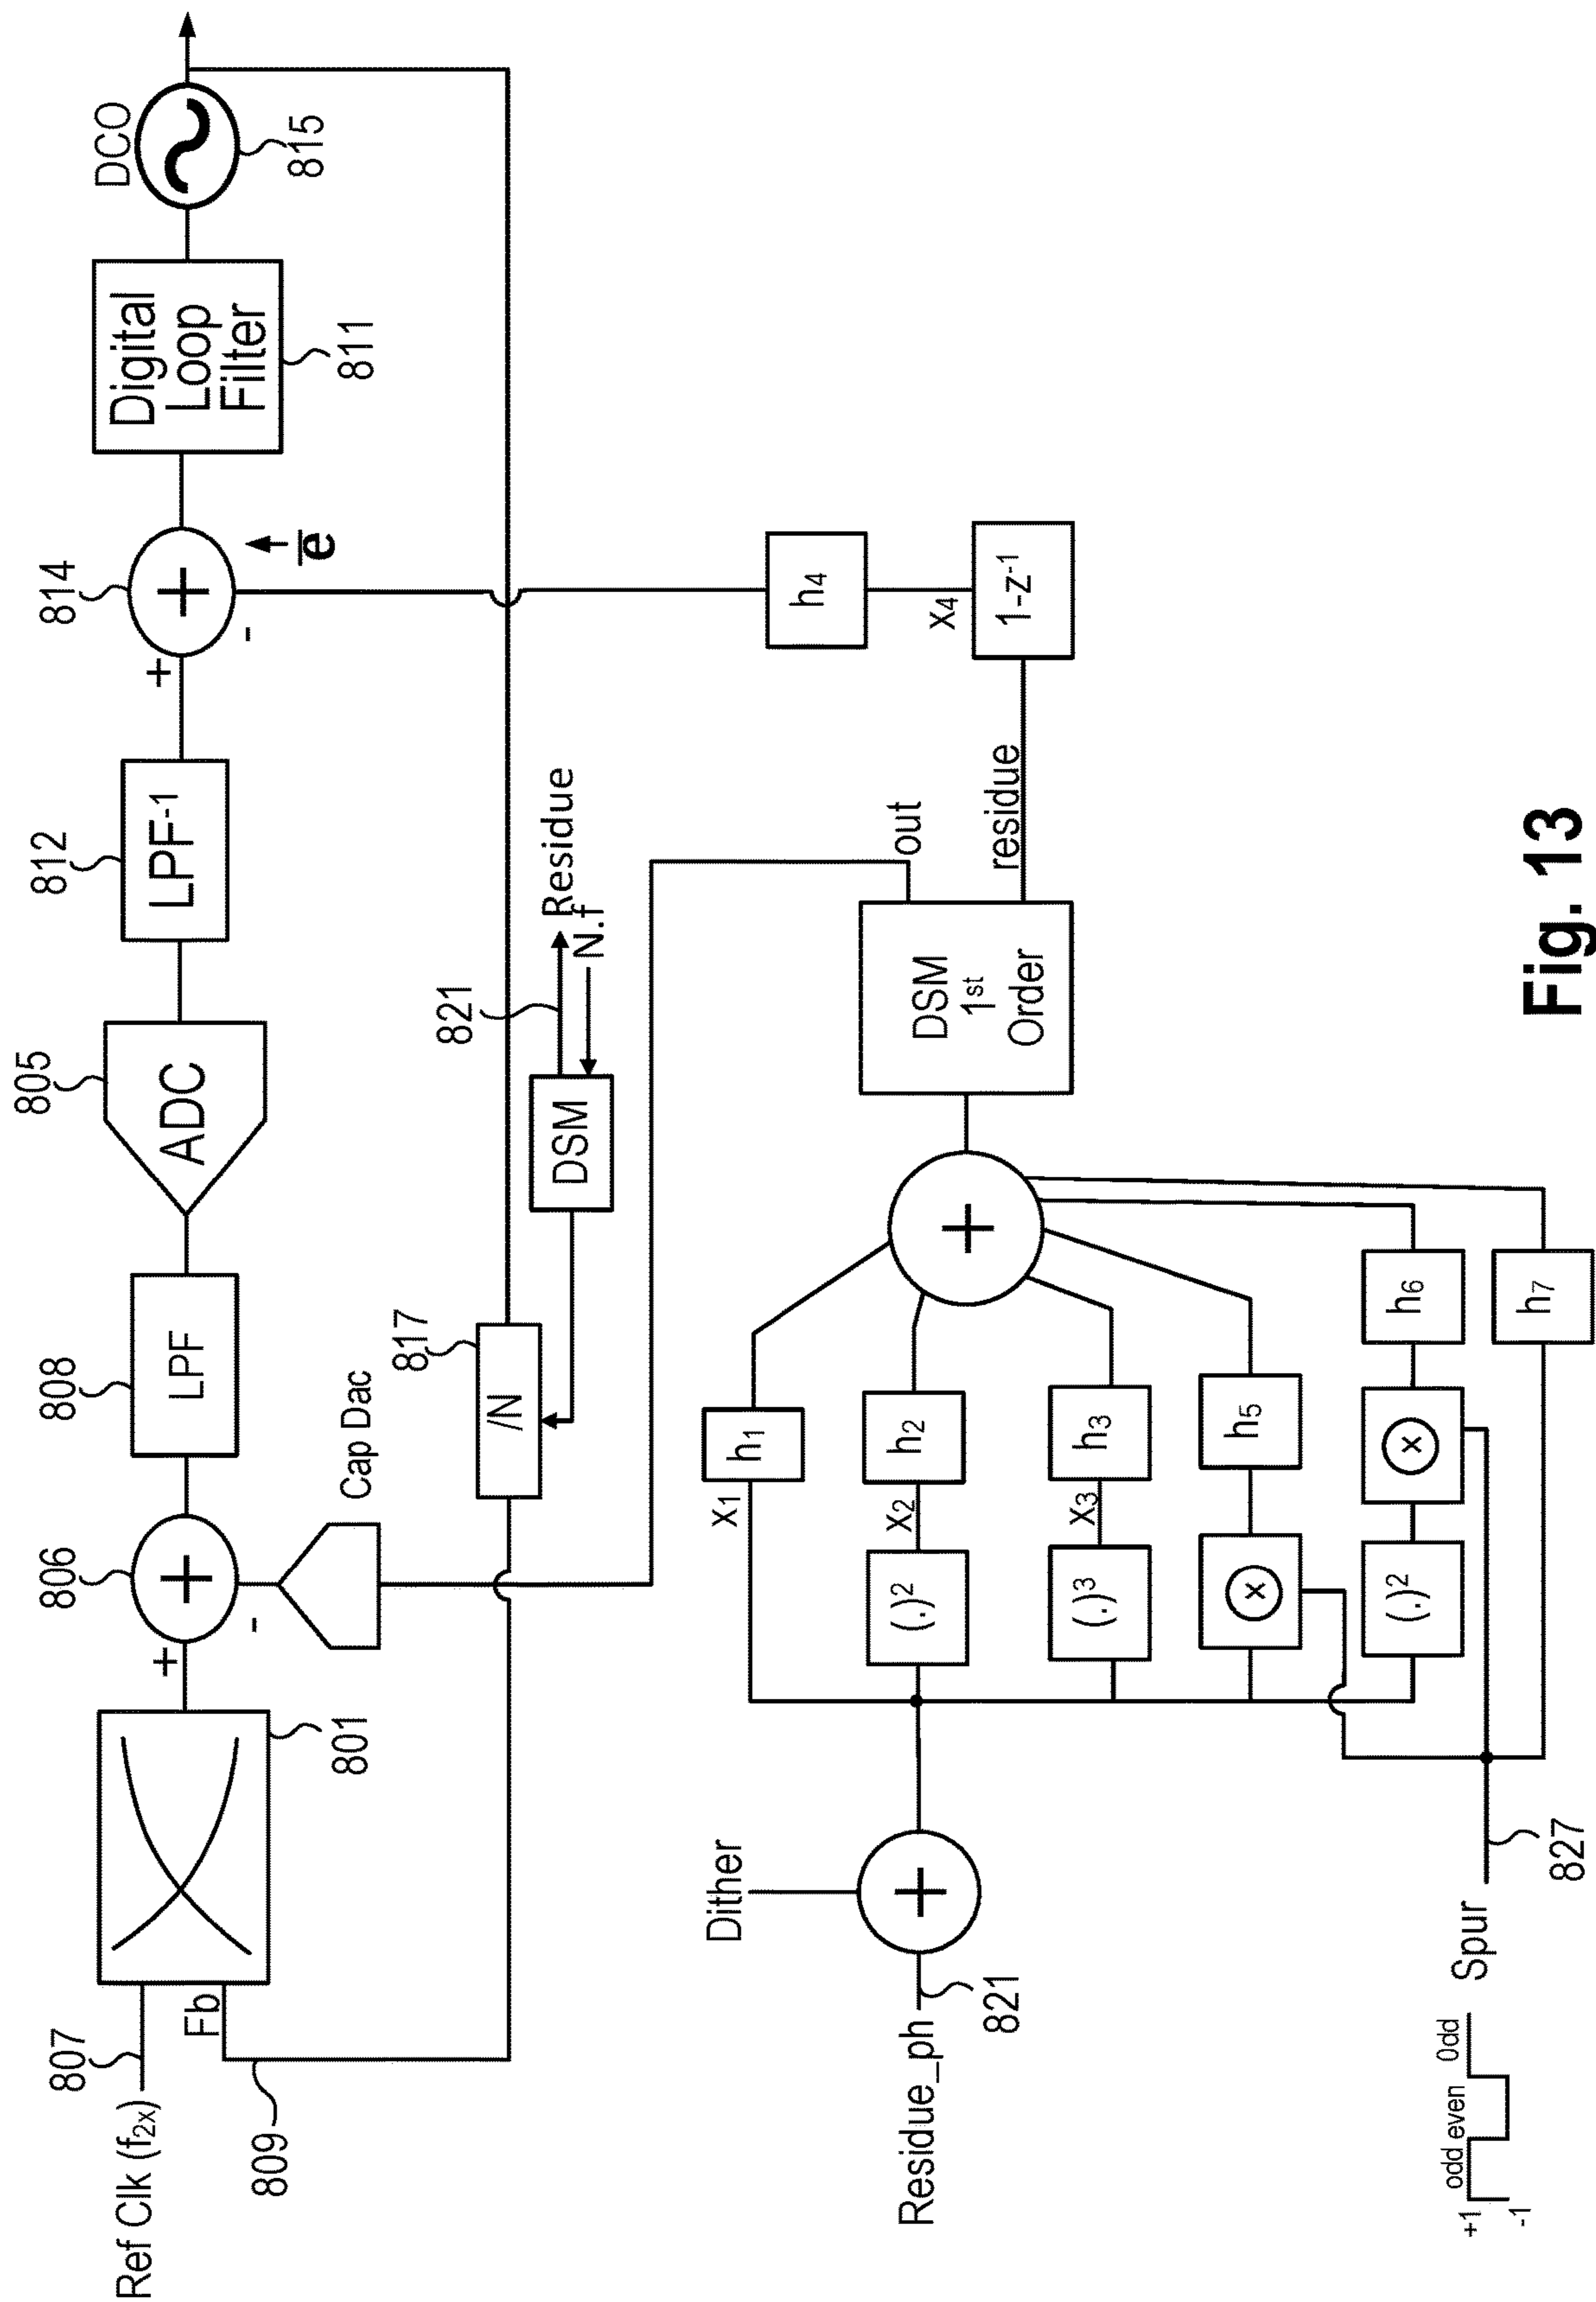 Ref Clk (f2x)
807
Fb
809
801
+
-
806
+
Cap Dac
808
LPF
805
ADC
812
LPF-1
814
+
-
+
e
Digital
Loop
Filter
811
DCO
815
817
/N
DSM
821
Residue
N.f
Residue_ph
821
Dither
+
x1
h1
(.)2
x2
h2
(.)3
x3
h3
x
h5
(.)2
x
h6
h7
+
DSM
1st
Order
out
residue
1-z-1
x4
h4
+1
-1
odd
even
0dd
Spur
827
Fig. 13